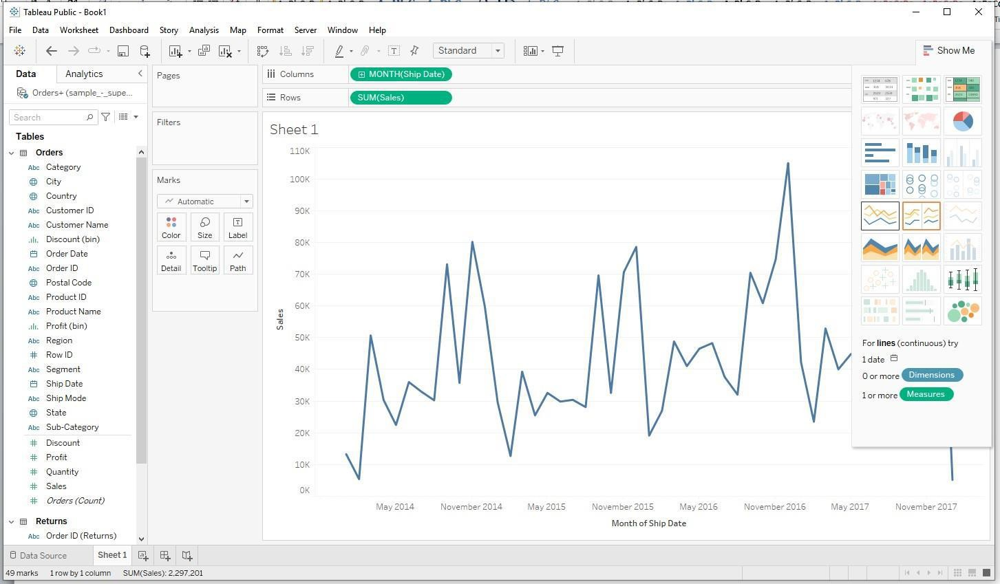 Tableau Public - Book1
File Data Worksheet Dashboard Story Analysis Map Format Server Window Help
Standard
Show Me
Data Analytics
Orders+ (sample_-_supe...
Search
Tables
Orders
Abc Category
City
Country
Abc Customer ID
Abc Customer Name
Discount (bin)
Order Date
Abc Order ID
Postal Code
Abc Product ID
Abc Product Name
Profit (bin)
Abc Region
# Row ID
Abc Segment
Ship Date
Abc Ship Mode
State
Abc Sub-Category
# Discount
# Profit
# Quantity
# Sales
# Orders (Count)
Returns
Abc Order ID (Returns)
Pages
Filters
Marks
Automatic
Color Size Label
Detail Tooltip Path
Columns MONTH(Ship Date)
Rows SUM(Sales)
Sheet 1
110K
100K
90K
80K
70K
60K
50K
40K
30K
20K
10K
0K
Sales
May 2014 November 2014 May 2015 November 2015 May 2016 November 2016 May 2017 November 2017
Month of Ship Date
For lines (continuous) try
1 date
0 or more Dimensions
1 or more Measures
Data Source Sheet 1
49 marks 1 row by 1 column SUM(Sales): 2,297,201